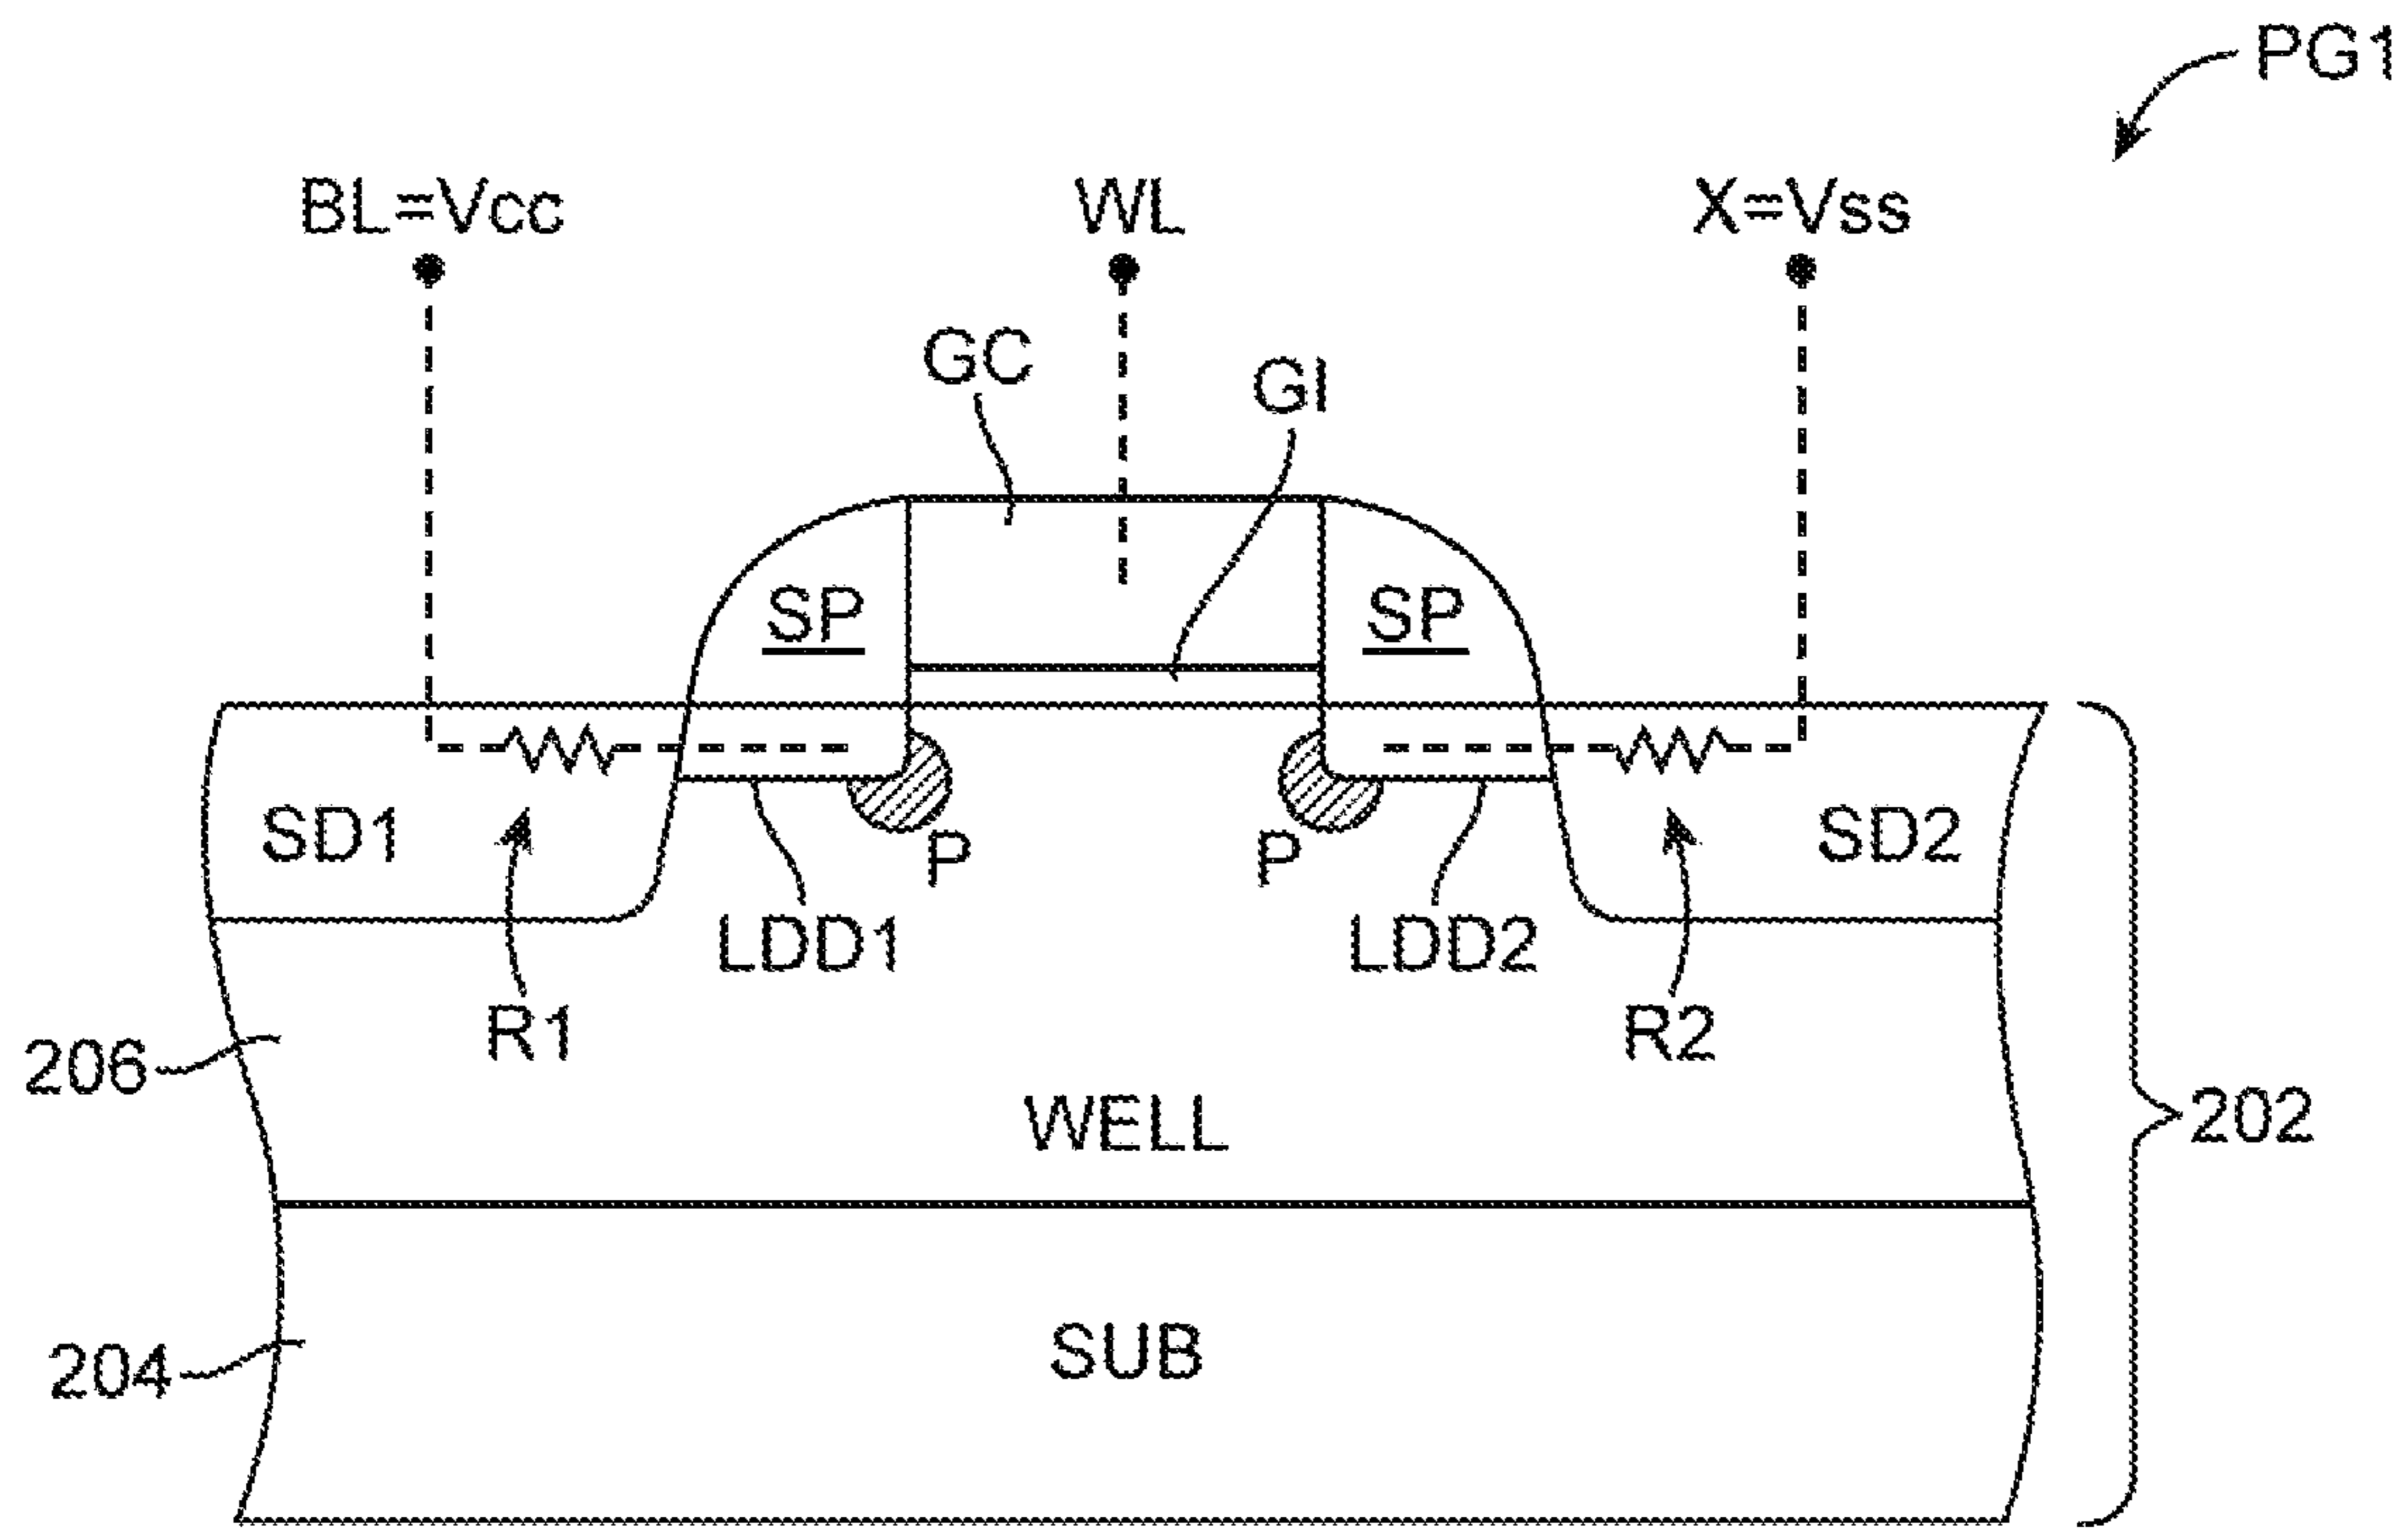 PG1
BL=Vcc
WL
X=Vss
GC
GI
SP
SP
SD1
P
P
SD2
LDD1
LDD2
R1
R2
206
WELL
202
204
SUB